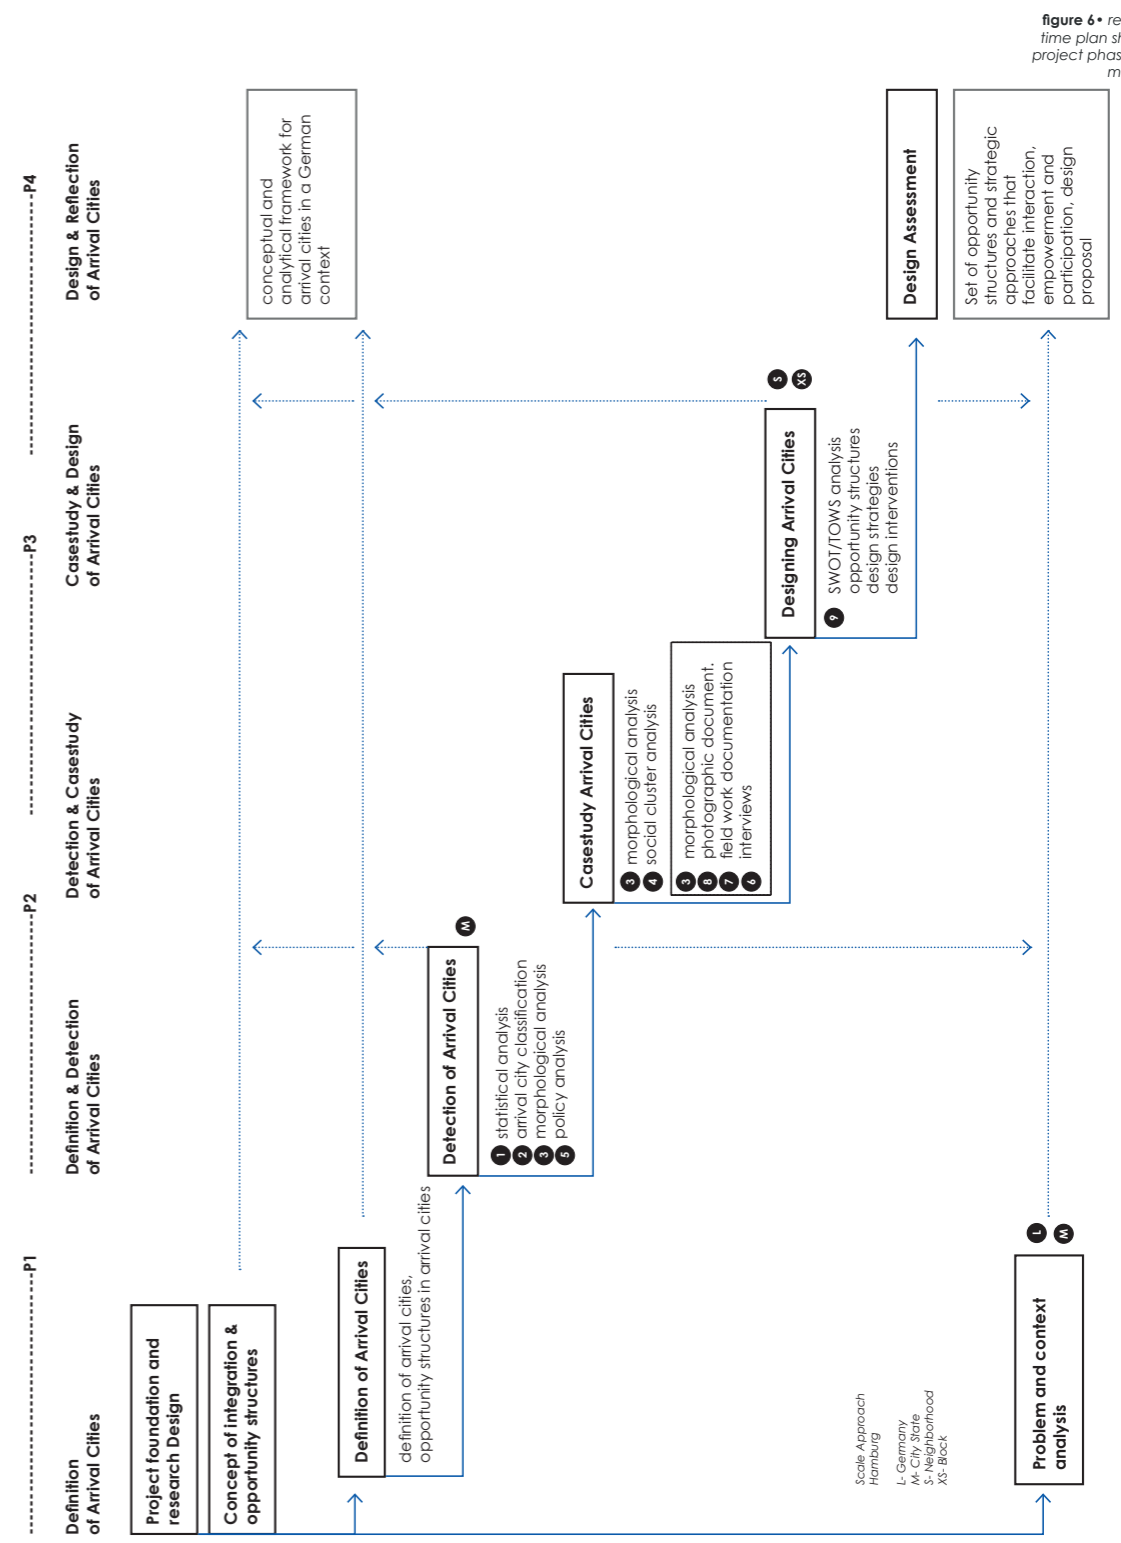 figure 6• re
time plan sh
project phas
m
P1
P2
P3
P4
Definition
of Arrival Cities
Definition & Detection
of Arrival Cities
Detection & Casestudy
of Arrival Cities
Casestudy & Design
of Arrival Cities
Design & Reflection
of Arrival Cities
Project foundation and
research Design
Concept of integration &
opportunity structures
conceptual and
analytical framework for
arrival cities in a German
context
Definition of Arrival Cities
definition of arrival cities,
opportunity structures in arrival cities
M
Detection of Arrival Cities
1 statistical analysis
2 arrival city classification
3 morphological analysis
5 policy analysis
Casestudy Arrival Cities
3 morphological analysis
4 social cluster analysis
3 morphological analysis
8 photographic document.
7 field work documentation
6 interviews
S
XS
Designing Arrival Cities
9 SWOT/TOWS analysis
opportunity structures
design strategies
design interventions
Design Assessment
Set of opportunity
structures and strategic
approaches that
facilitate interaction,
empowerment and
participation, design
proposal
Scale Approach
Hamburg
L- Germany
M- City State
S- Neighborhood
XS- Block
L
M
Problem and context
analysis